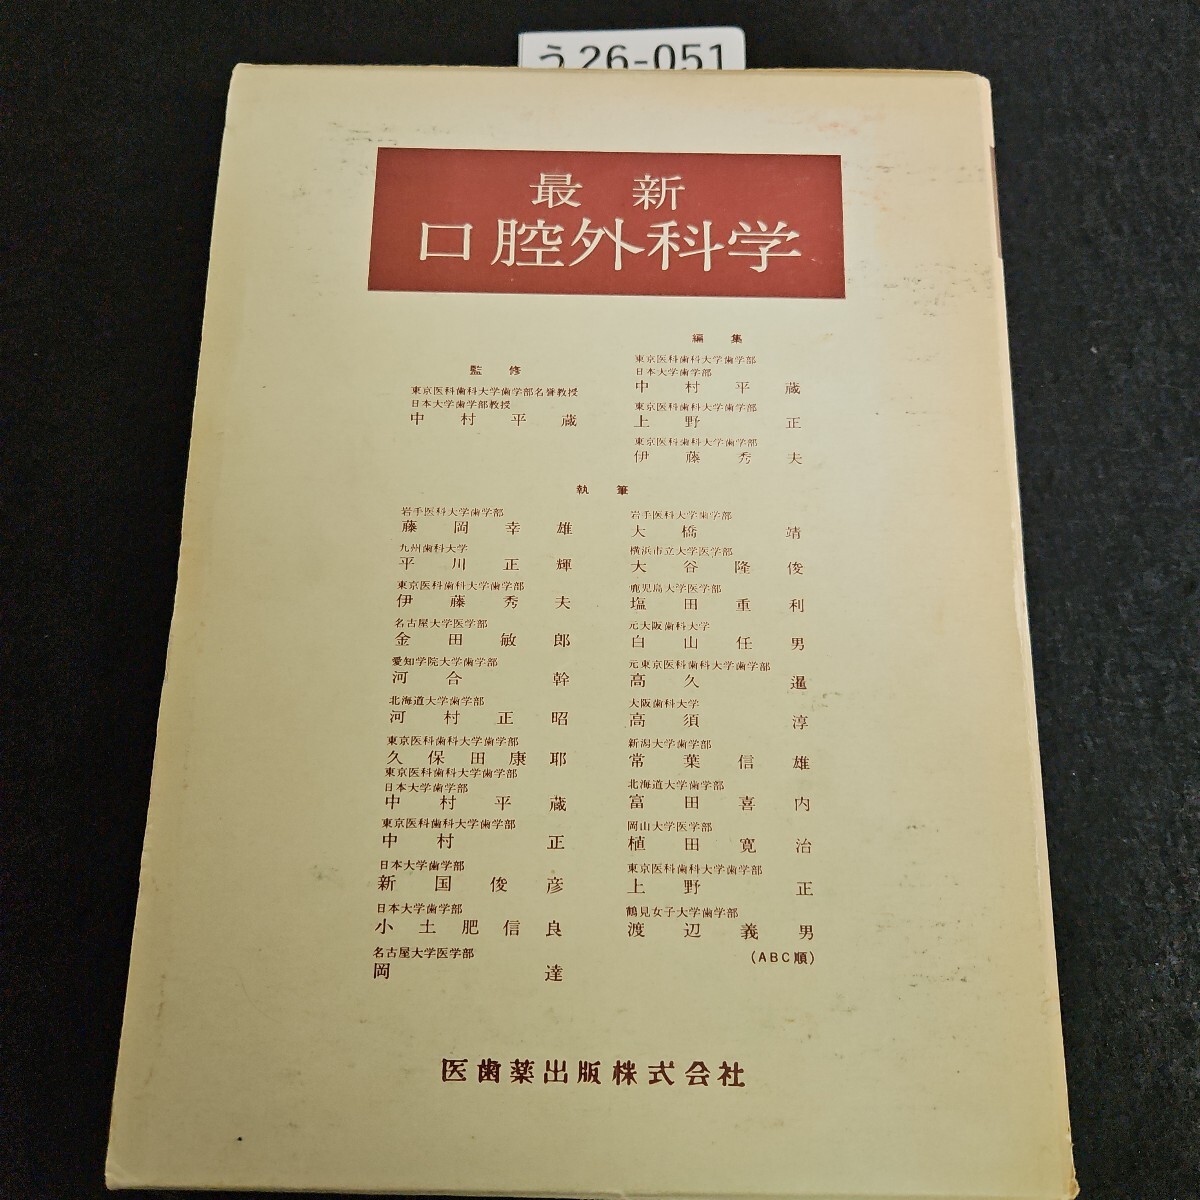 う26-051
最新
口腔外科学
監修
東京医科歯科大学歯学部名誉教授
日本大学歯学部教授
中村平蔵
編集
東京医科歯科大学歯学部
日本大学歯学部
中村平蔵
東京医科歯科大学歯学部
上野正
東京医科歯科大学歯学部
伊藤秀夫
執筆
岩手医科大学歯学部
藤岡幸雄
九州歯科大学
平川正輝
東京医科歯科大学歯学部
伊藤秀夫
名古屋大学医学部
金田敏郎
愛知学院大学歯学部
河合幹
北海道大学歯学部
河村正昭
東京医科歯科大学歯学部
久保田康耶
東京医科歯科大学歯学部
日本大学歯学部
中村平蔵
東京医科歯科大学歯学部
中村正
日本大学歯学部
新国俊彦
日本大学歯学部
小土肥信良
名古屋大学医学部
岡達
岩手医科大学歯学部
大橋靖
横浜市立大学医学部
大谷隆俊
鹿児島大学医学部
塩田重利
元大阪歯科大学
白山任男
元東京医科歯科大学歯学部
高久暹
大阪歯科大学
高須淳
新潟大学歯学部
常葉信雄
北海道大学歯学部
富田喜内
岡山大学医学部
植田寛治
東京医科歯科大学歯学部
上野正
鶴見女子大学歯学部
渡辺義男
(ABC順)
医歯薬出版株式会社